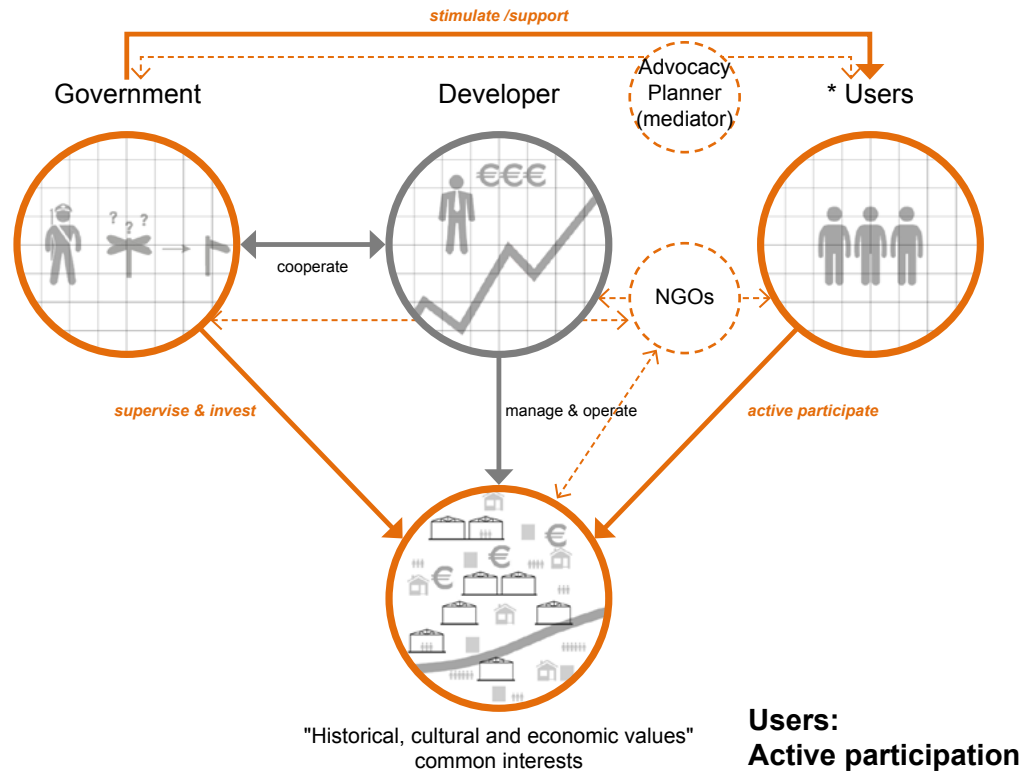 stimulate /support
Government
Developer
Advocacy
Planner
(mediator)
* Users
???
€€€
cooperate
NGOs
supervise & invest
manage & operate
active participate
€
€
€
"Historical, cultural and economic values"
common interests
Users:
Active participation